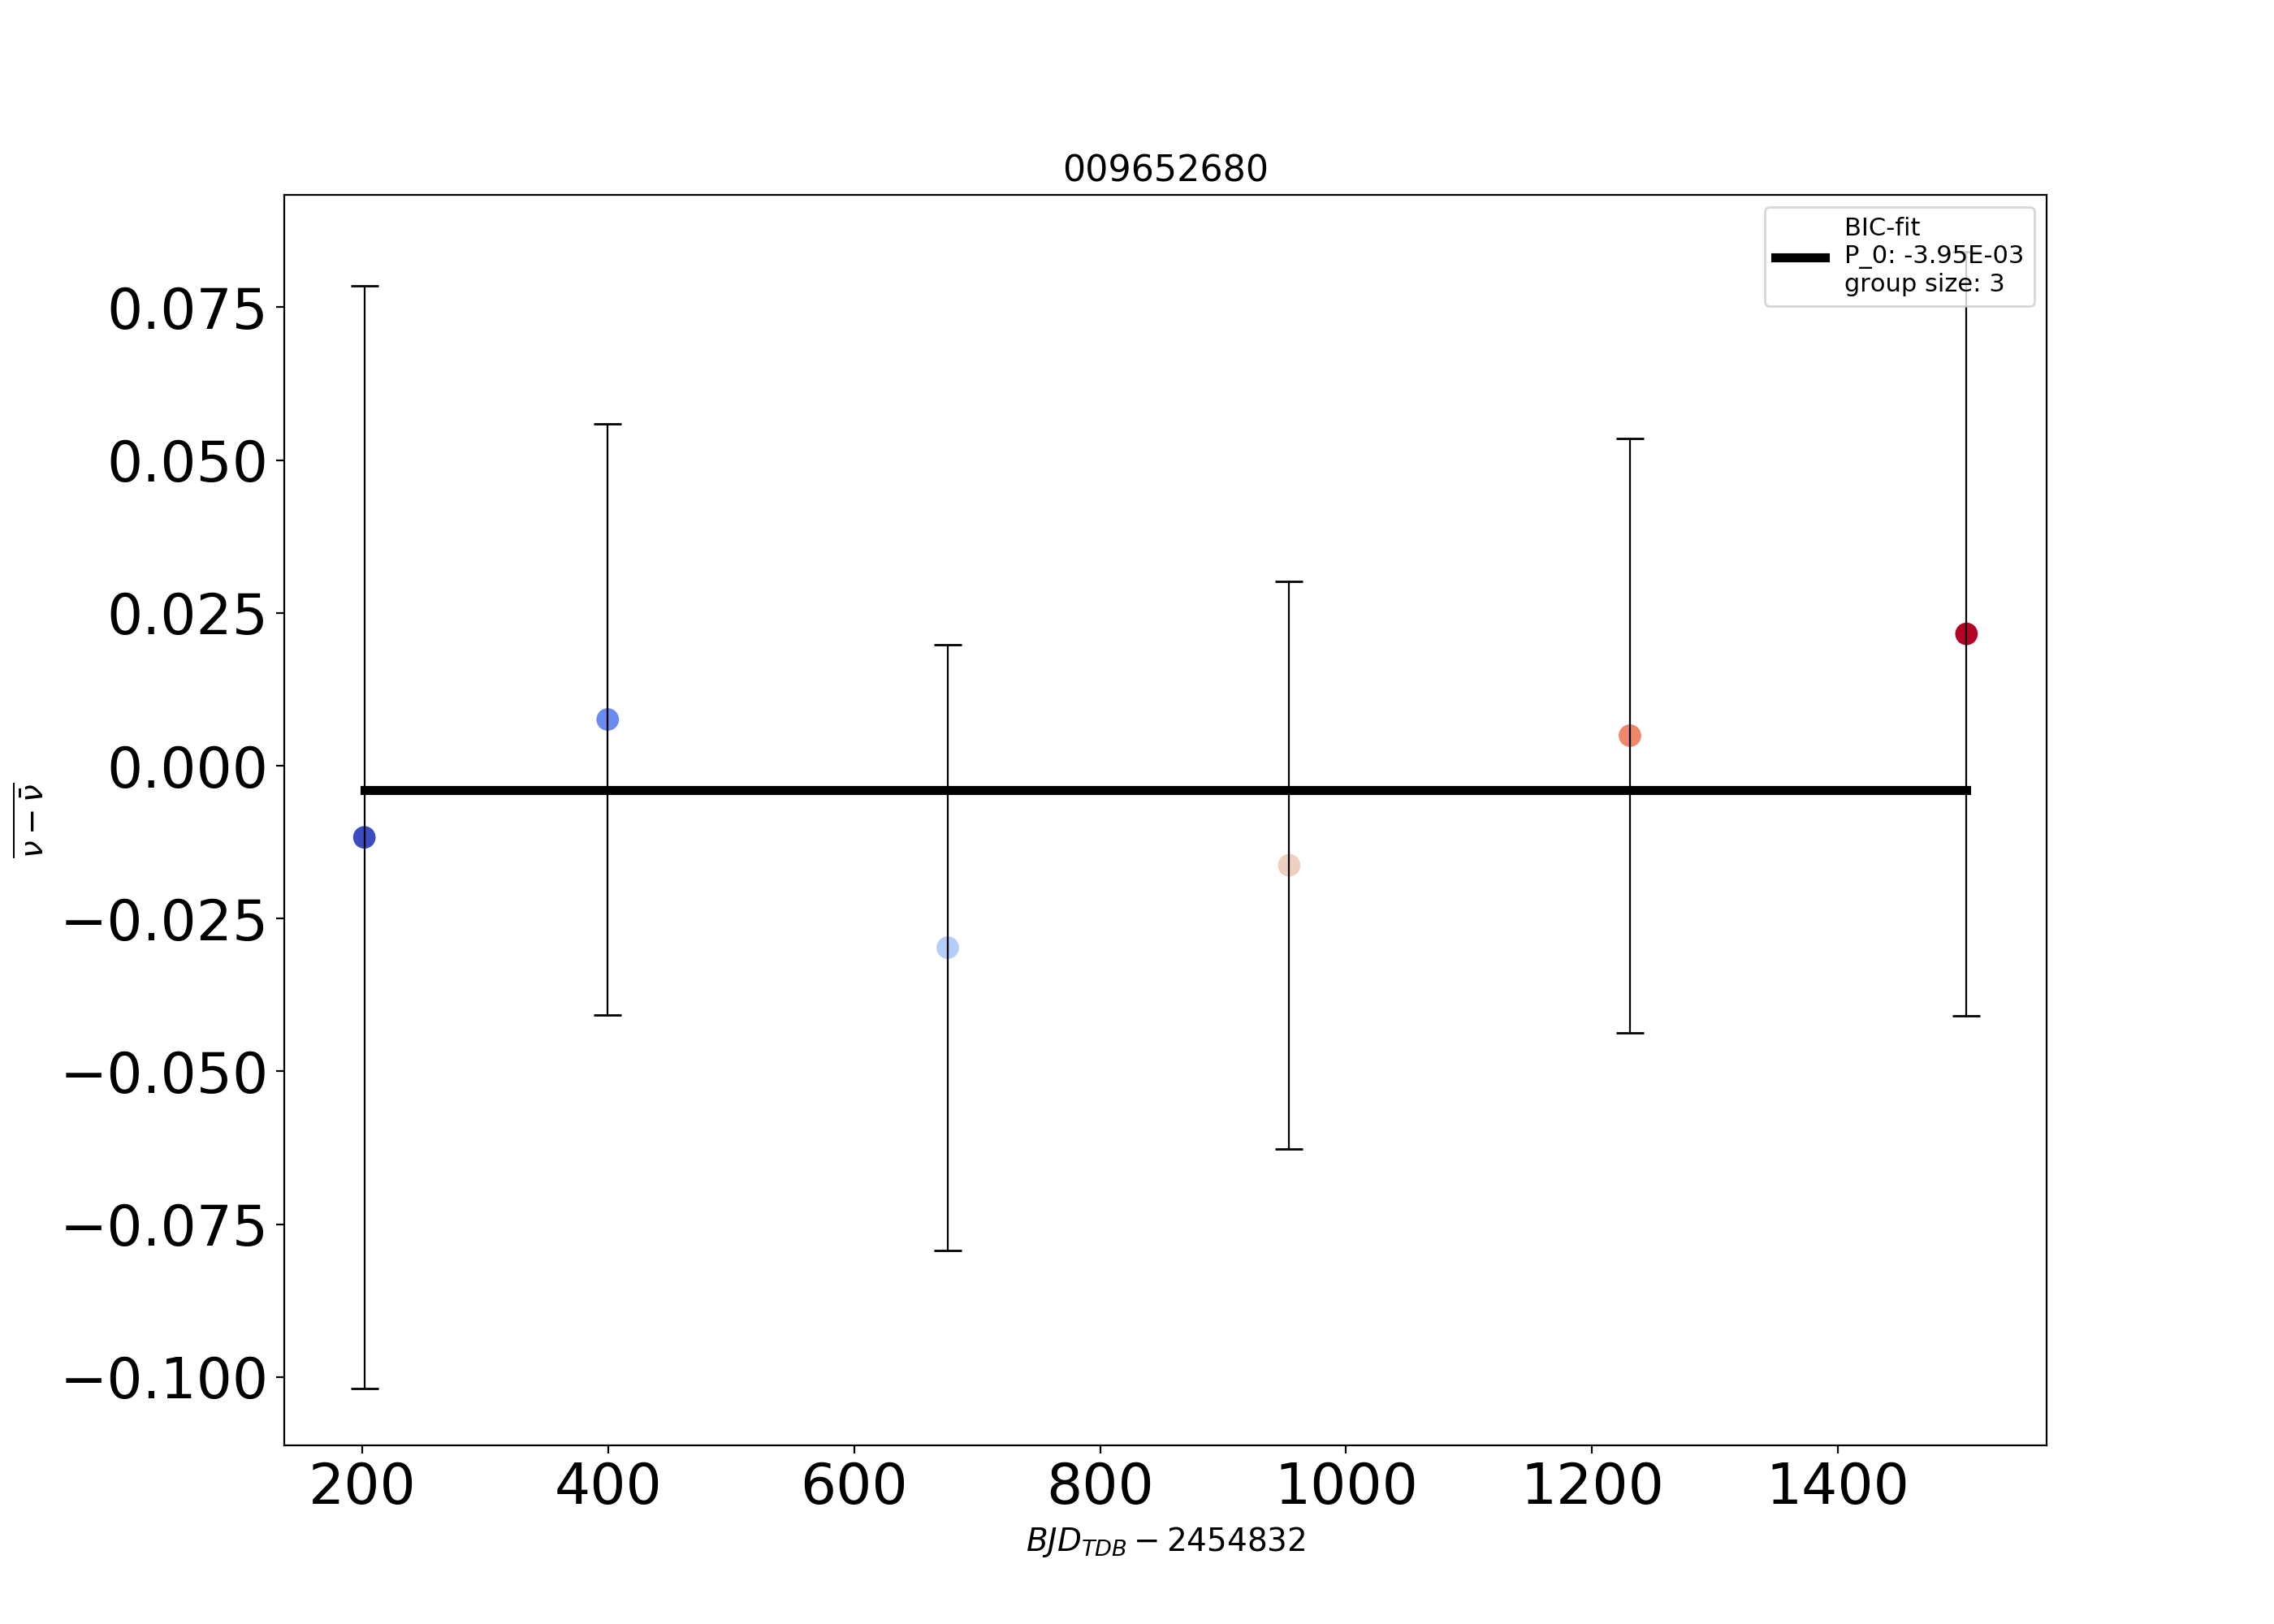 009652680
BIC-fit
P_0: -3.95E-03
group size: 3
0.075
0.050
0.025
0.000
−0.025
−0.050
−0.075
−0.100
ν − ν̄
200 400 600 800 1000 1200 1400
BJD_TDB − 2454832